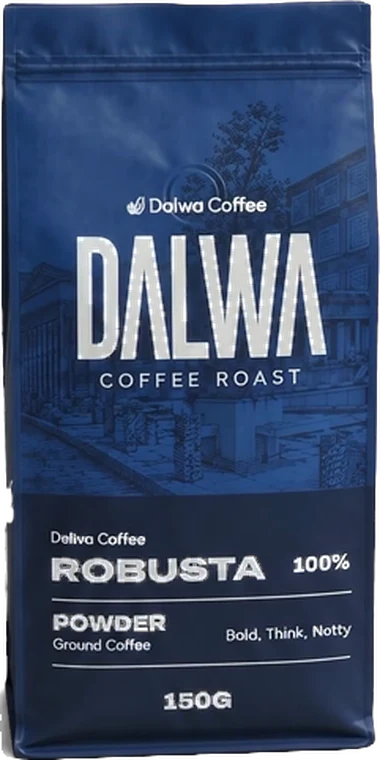 Dalwa Coffee
DALWA
COFFEE ROAST
Deliva Coffee
ROBUSTA 100%
POWDER
Ground Coffee
Bold, Think, Notty
150G